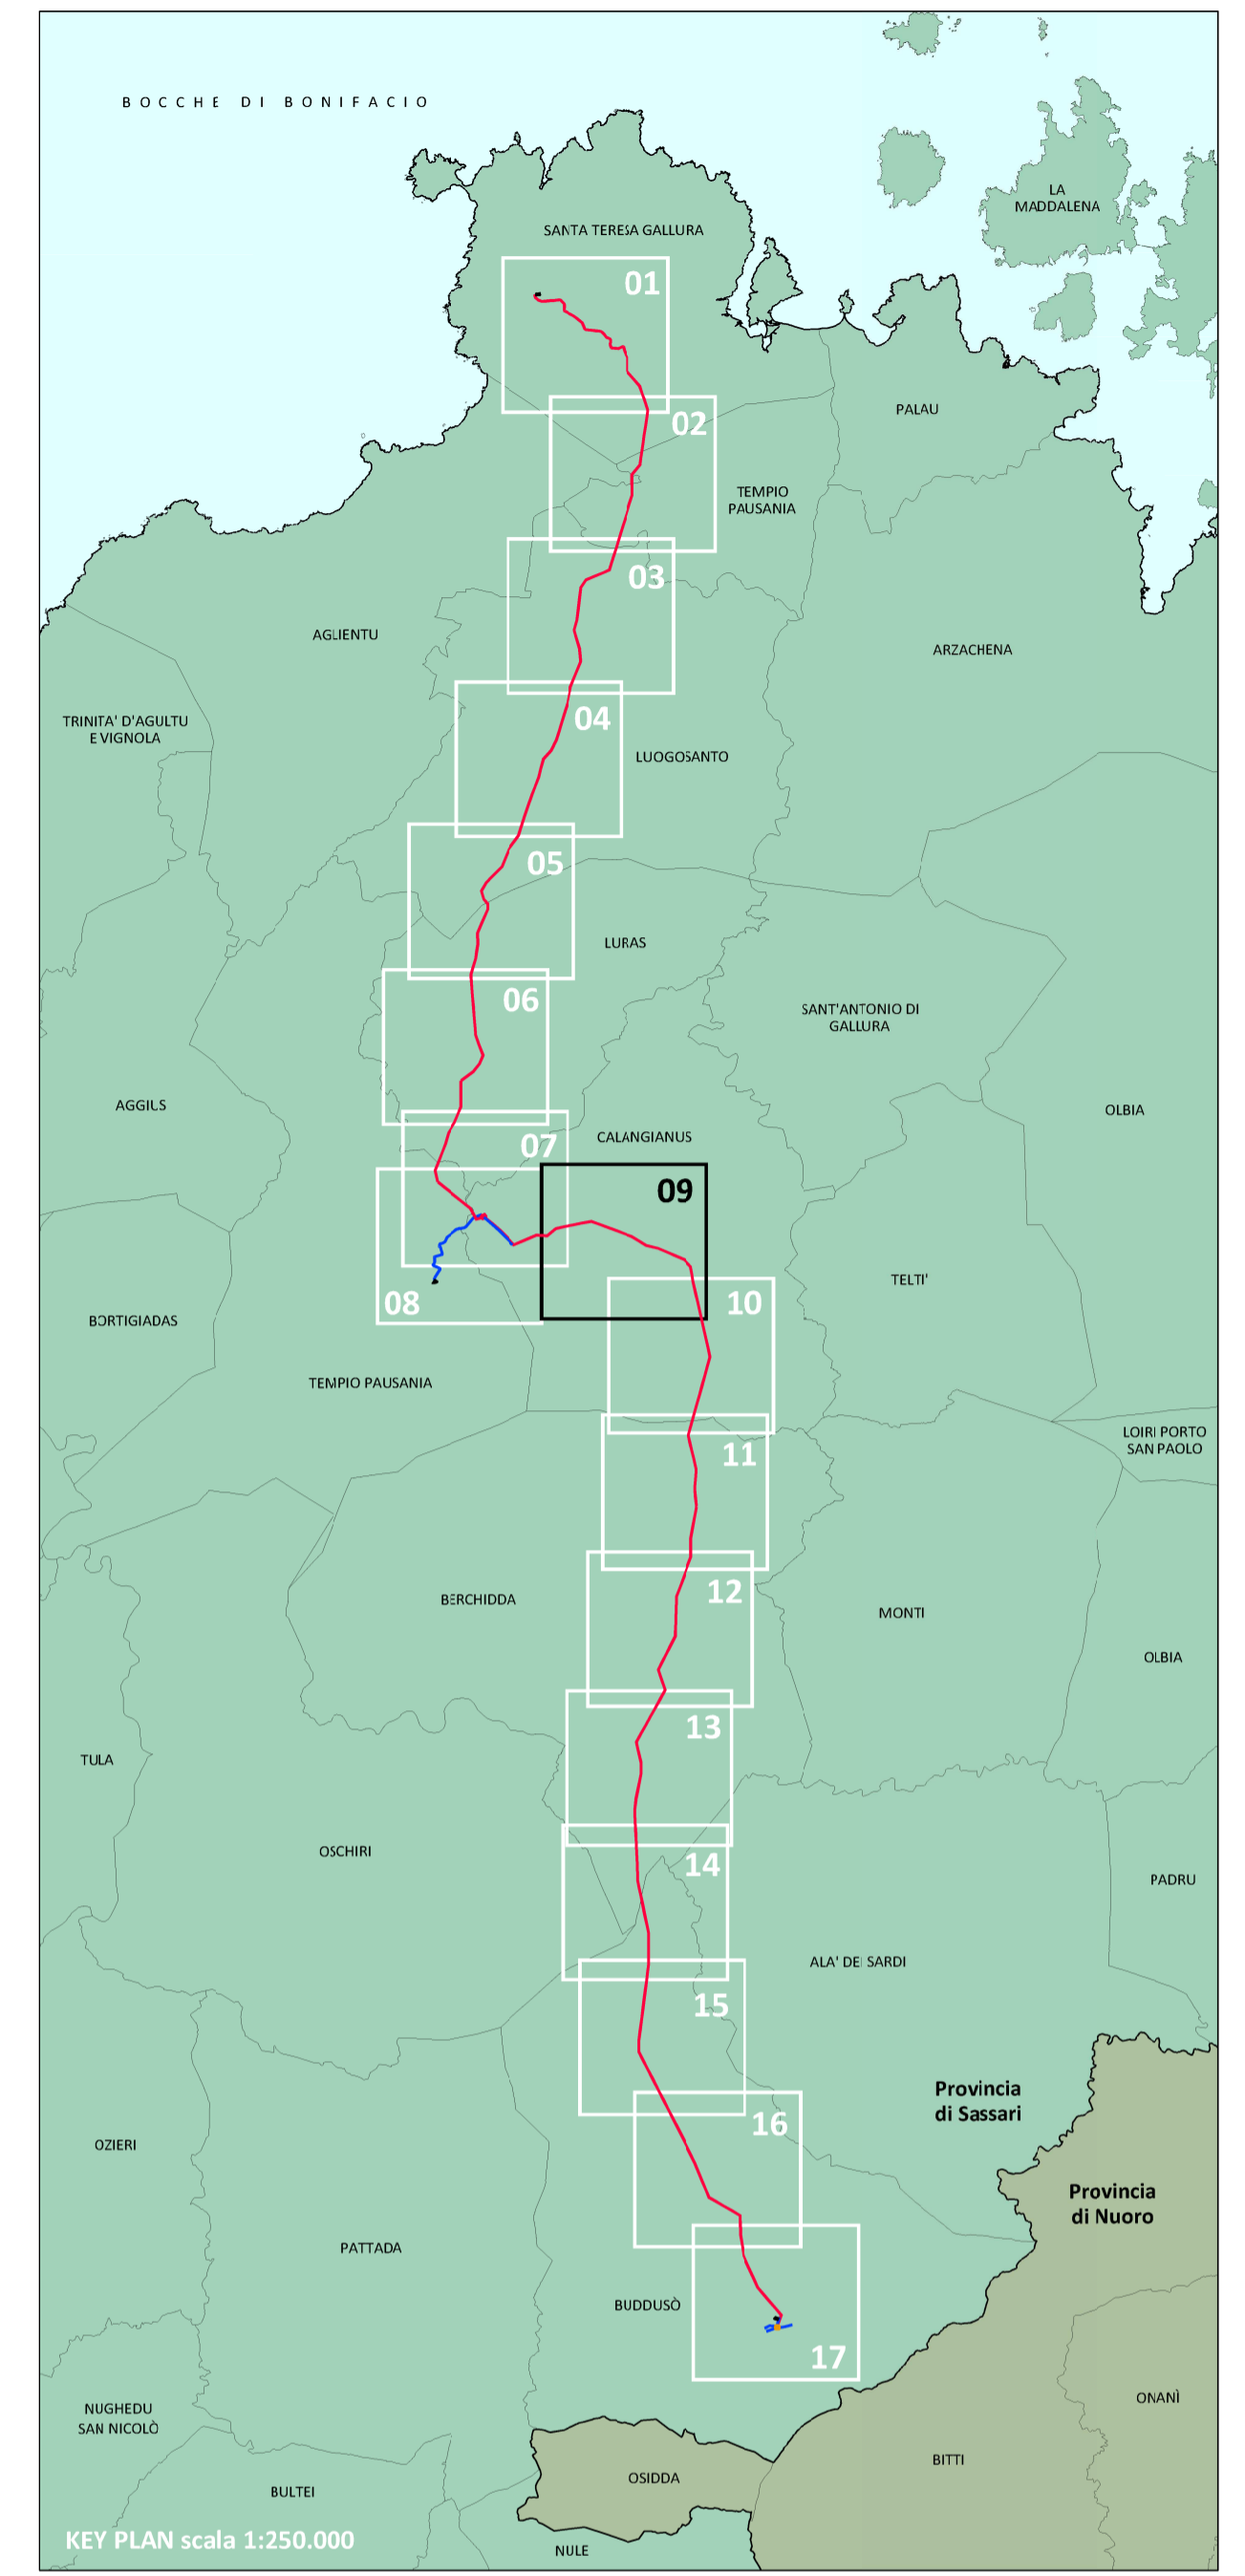 BOCCHE DI BONIFACIO
LA
MADDALENA
SANTA TERESA GALLURA
01
PALAU
02
TEMPIO
PAUSANIA
03
AGLIENTU
ARZACHENA
TRINITA' D'AGULTU
E VIGNOLA
04
LUOGOSANTO
05
LURAS
06
SANT'ANTONIO DI
GALLURA
AGGIUS
OLBIA
CALANGIANUS
07
09
TELTI'
08
10
BORTIGIADAS
TEMPIO PAUSANIA
LOIRI PORTO
SAN PAOLO
11
12
BERCHIDDA
MONTI
OLBIA
13
TULA
OSCHIRI
14
PADRU
ALA' DEI SARDI
15
Provincia
di Sassari
16
OZIERI
Provincia
di Nuoro
PATTADA
BUDDUSÒ
17
ONANÌ
NUGHEDU
SAN NICOLÒ
BITTI
OSIDDA
BULTEI
KEY PLAN scala 1:250.000
NULE